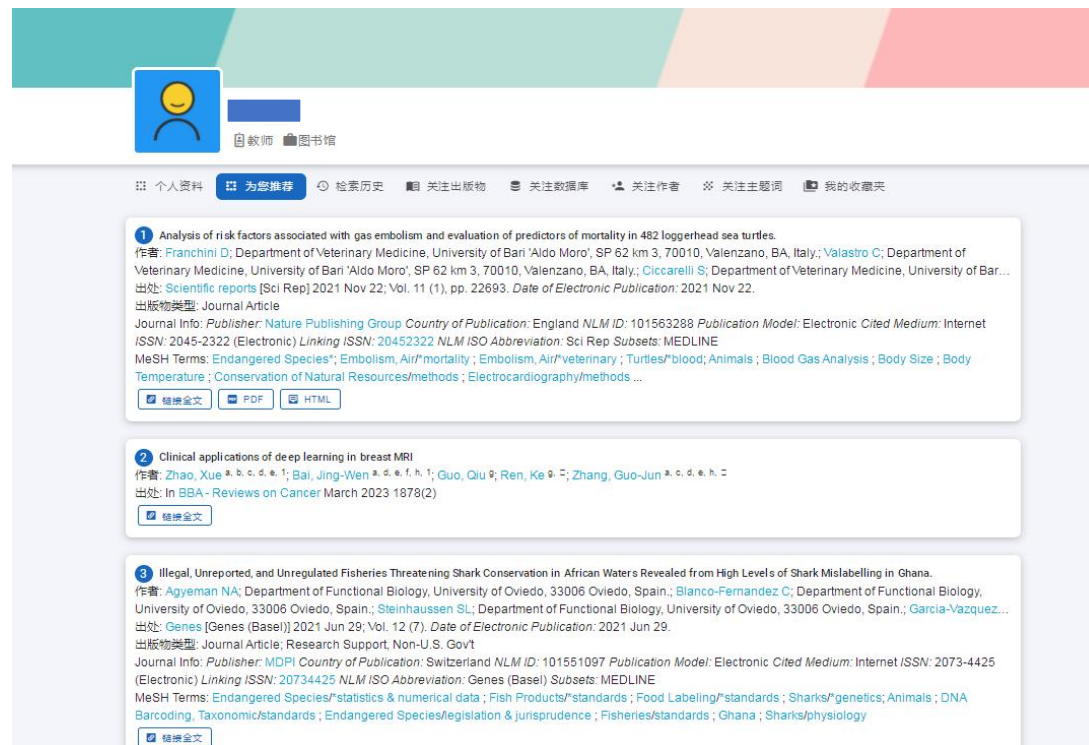 教师 图书馆
个人资料 为您推荐 检索历史 关注出版物 关注数据库 关注作者 关注主题词 我的收藏夹
1 Analysis of risk factors associated with gas embolism and evaluation of predictors of mortality in 482 loggerhead sea turtles.
作者: Franchini D; Department of Veterinary Medicine, University of Bari 'Aldo Moro', SP 62 km 3, 70010, Valenzano, BA, Italy.; Valastro C; Department of
Veterinary Medicine, University of Bari 'Aldo Moro', SP 62 km 3, 70010, Valenzano, BA, Italy.; Ciccarelli S; Department of Veterinary Medicine, University of Bar...
出处: Scientific reports [Sci Rep] 2021 Nov 22; Vol. 11 (1), pp. 22693. Date of Electronic Publication: 2021 Nov 22.
出版物类型: Journal Article
Journal Info: Publisher: Nature Publishing Group Country of Publication: England NLM ID: 101563288 Publication Model: Electronic Cited Medium: Internet
ISSN: 2045-2322 (Electronic) Linking ISSN: 20452322 NLM ISO Abbreviation: Sci Rep Subsets: MEDLINE
MeSH Terms: Endangered Species*; Embolism, Air/*mortality ; Embolism, Air/*veterinary ; Turtles/*blood; Animals ; Blood Gas Analysis ; Body Size ; Body
Temperature ; Conservation of Natural Resources/methods ; Electrocardiography/methods ...
链接全文 PDF HTML
2 Clinical applications of deep learning in breast MRI
作者: Zhao, Xue a, b, c, d, e, 1; Bai, Jing-Wen a, d, e, f, h, 1; Guo, Qiu g; Ren, Ke g, □; Zhang, Guo-Jun a, c, d, e, h, □
出处: In BBA - Reviews on Cancer March 2023 1878(2)
链接全文
3 Illegal, Unreported, and Unregulated Fisheries Threatening Shark Conservation in African Waters Revealed from High Levels of Shark Mislabelling in Ghana.
作者: Agyeman NA; Department of Functional Biology, University of Oviedo, 33006 Oviedo, Spain.; Blanco-Fernandez C; Department of Functional Biology,
University of Oviedo, 33006 Oviedo, Spain.; Steinhaussen SL; Department of Functional Biology, University of Oviedo, 33006 Oviedo, Spain.; Garcia-Vazquez...
出处: Genes [Genes (Basel)] 2021 Jun 29; Vol. 12 (7). Date of Electronic Publication: 2021 Jun 29.
出版物类型: Journal Article; Research Support, Non-U.S. Gov't
Journal Info: Publisher: MDPI Country of Publication: Switzerland NLM ID: 101551097 Publication Model: Electronic Cited Medium: Internet ISSN: 2073-4425
(Electronic) Linking ISSN: 20734425 NLM ISO Abbreviation: Genes (Basel) Subsets: MEDLINE
MeSH Terms: Endangered Species/*statistics & numerical data ; Fish Products/*standards ; Food Labeling/*standards ; Sharks/*genetics; Animals ; DNA
Barcoding, Taxonomic/standards ; Endangered Species/legislation & jurisprudence ; Fisheries/standards ; Ghana ; Sharks/physiology
链接全文